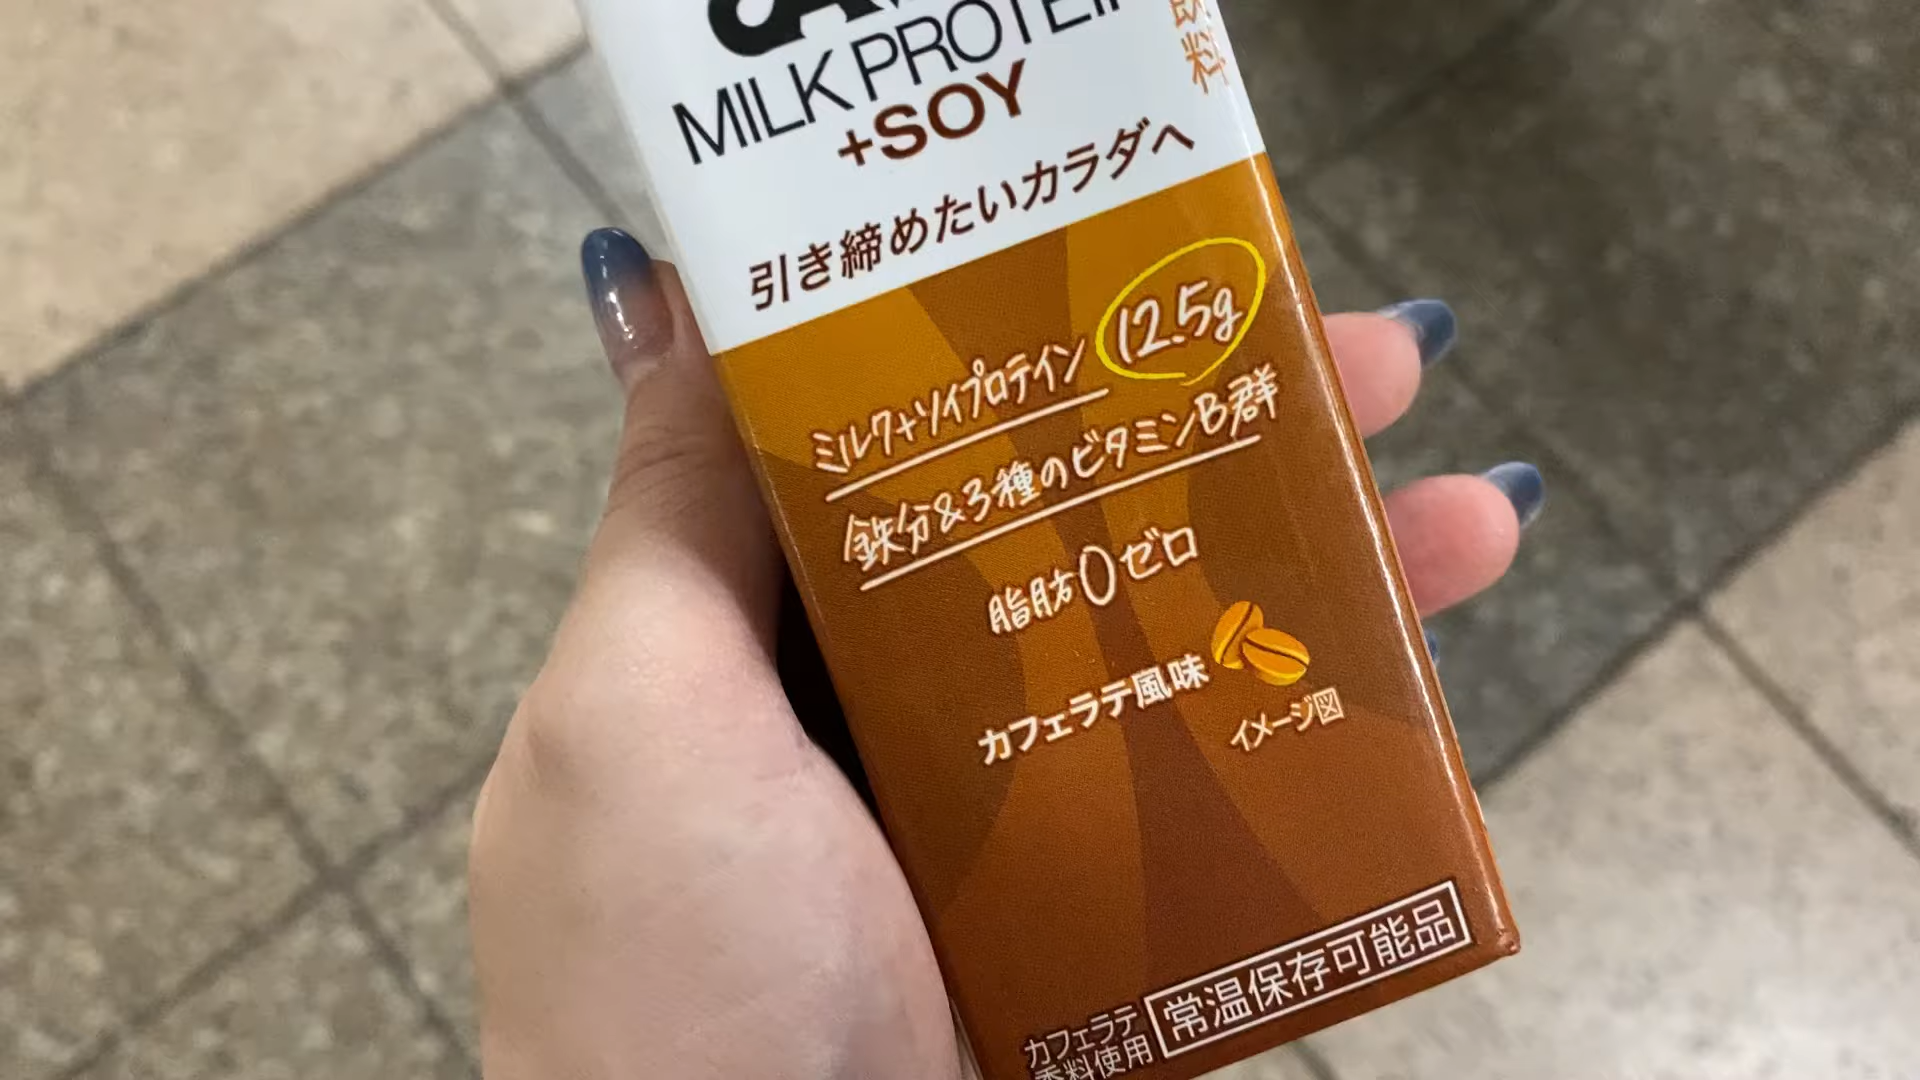 MILK PROTEIN
+SOY
飲料
引き締めたいカラダへ
ミルク+ソイプロテイン 12.5g
鉄分&3種のビタミンB群
脂肪0ゼロ
カフェラテ風味
イメージ図
常温保存可能品
カフェラテ
香料使用